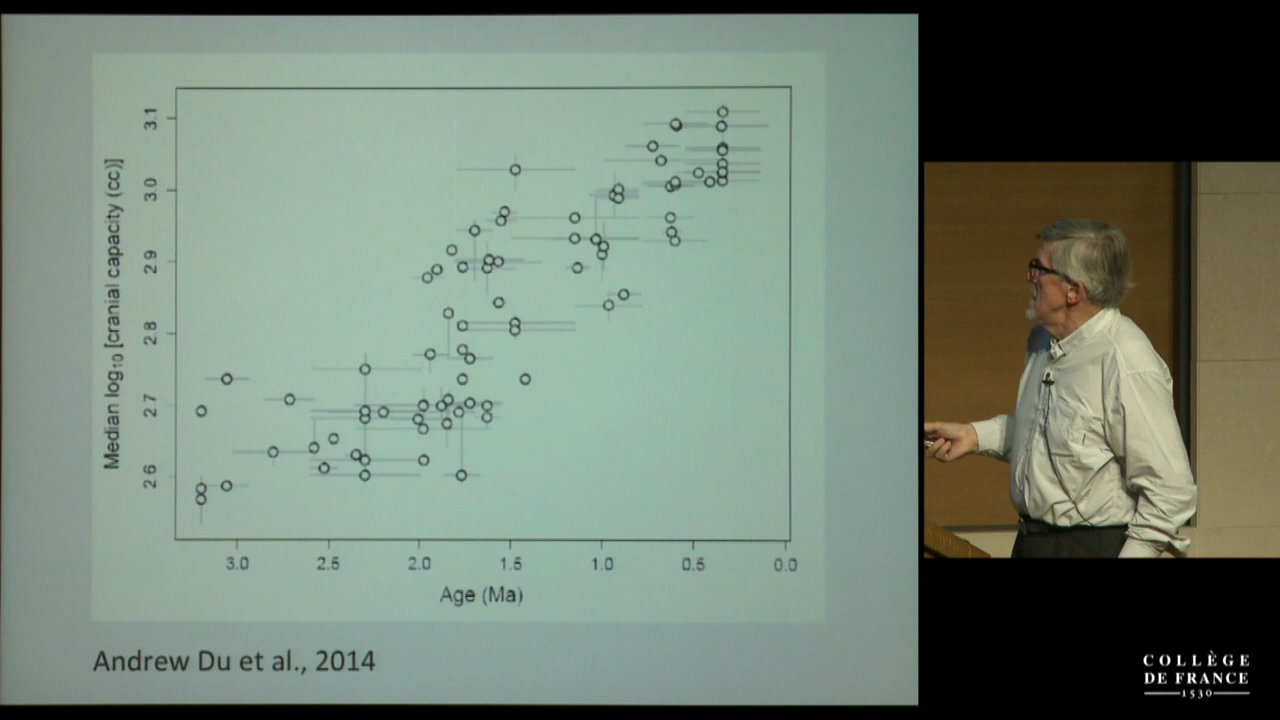 Median log10 [cranial capacity (cc)]
3.1
3.0
2.9
2.8
2.7
2.6
3.0 2.5 2.0 1.5 1.0 0.5 0.0
Age (Ma)
Andrew Du et al., 2014
COLLÈGE
DE FRANCE
1530